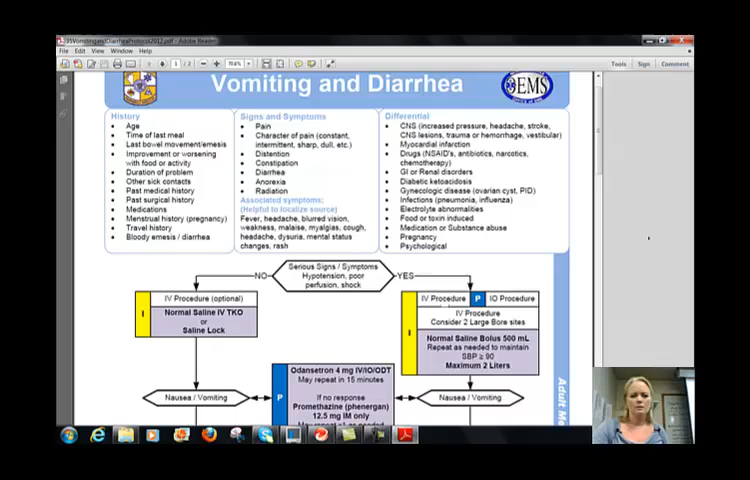 95VomitingandDiarrheaProtocol2012.pdf - Adobe Reader
File Edit View Window Help
1 / 2
Tools Sign Comment
Vomiting and Diarrhea
EMS
History
• Age
• Time of last meal
• Last bowel movement/emesis
• Improvement or worsening
with food or activity
• Duration of problem
• Other sick contacts
• Past medical history
• Past surgical history
• Medications
• Menstrual history (pregnancy)
• Travel history
• Bloody emesis / diarrhea
Signs and Symptoms
• Pain
• Character of pain (constant,
intermittent, sharp, dull, etc.)
• Distention
• Constipation
• Diarrhea
• Anorexia
• Radiation
Associated symptoms:
(Helpful to localize source)
Fever, headache, blurred vision,
weakness, malaise, myalgias, cough,
headache, dysuria, mental status
changes, rash
Differential
• CNS (increased pressure, headache, stroke,
CNS lesions, trauma or hemorrhage, vestibular)
• Myocardial infarction
• Drugs (NSAID's, antibiotics, narcotics,
chemotherapy)
• GI or Renal disorders
• Diabetic ketoacidosis
• Gynecologic disease (ovarian cyst, PID)
• Infections (pneumonia, influenza)
• Electrolyte abnormalities
• Food or toxin induced
• Medication or Substance abuse
• Pregnancy
• Psychological
Serious Signs / Symptoms
Hypotension, poor
perfusion, shock
NO
YES
I
IV Procedure (optional)
Normal Saline IV TKO
or
Saline Lock
IV Procedure P IO Procedure
I
IV Procedure
Consider 2 Large Bore sites
Normal Saline Bolus 500 mL
Repeat as needed to maintain
SBP ≥ 90
Maximum 2 Liters
Nausea / Vomiting
P
Odansetron 4 mg IV/IO/ODT
May repeat in 15 minutes
If no response
Promethazine (phenergan)
12.5 mg IM only
Nausea / Vomiting
Adult Me